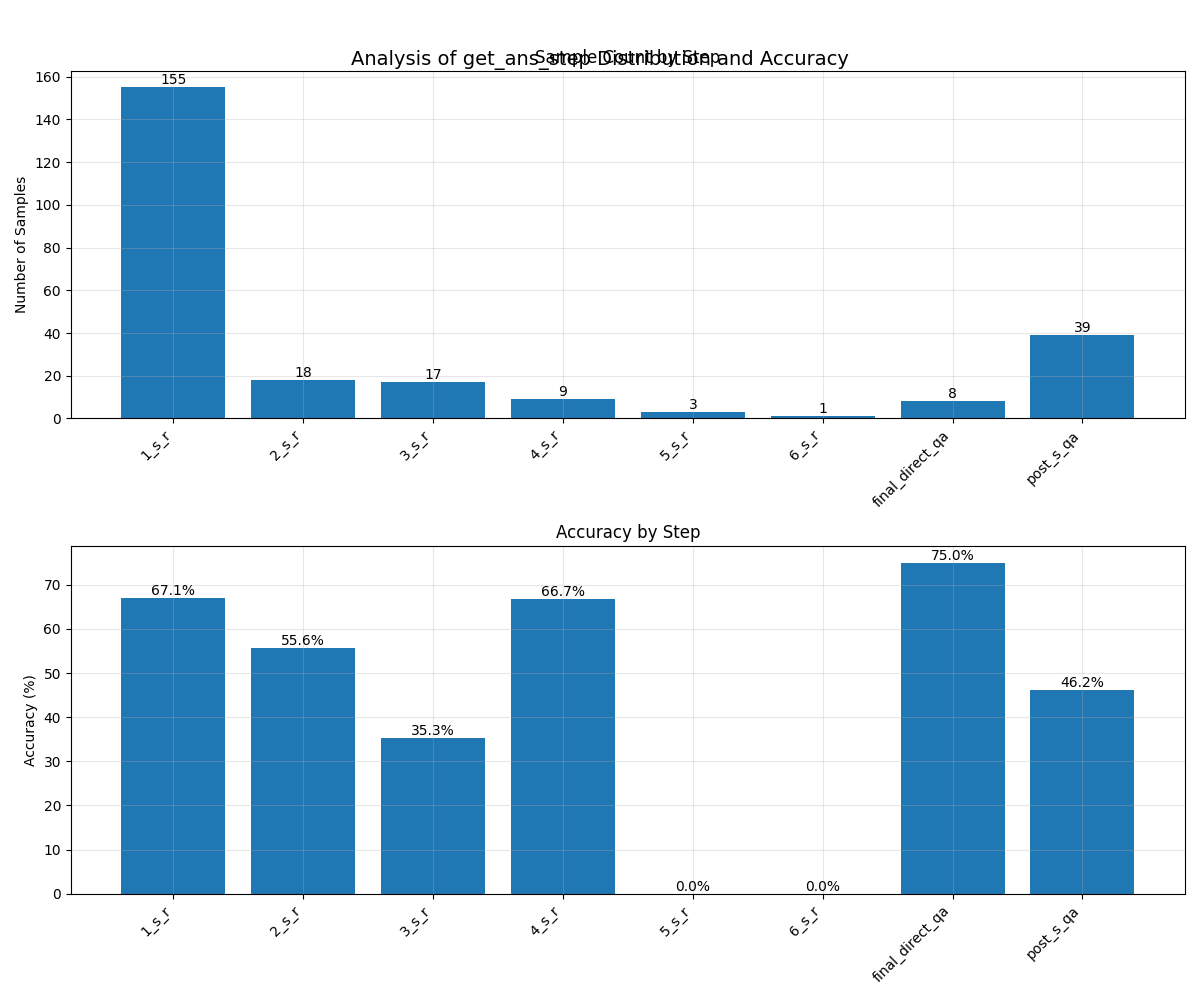 Analysis of get_ans_step Distribution and Accuracy
Sample Count by Step
Number of Samples
160
140
120
100
80
60
40
20
0
155
18
17
9
3
1
8
39
1_s_r
2_s_r
3_s_r
4_s_r
5_s_r
6_s_r
final_direct_qa
post_s_qa
Accuracy by Step
Accuracy (%)
70
60
50
40
30
20
10
0
67.1%
55.6%
35.3%
66.7%
0.0%
0.0%
75.0%
46.2%
1_s_r
2_s_r
3_s_r
4_s_r
5_s_r
6_s_r
final_direct_qa
post_s_qa